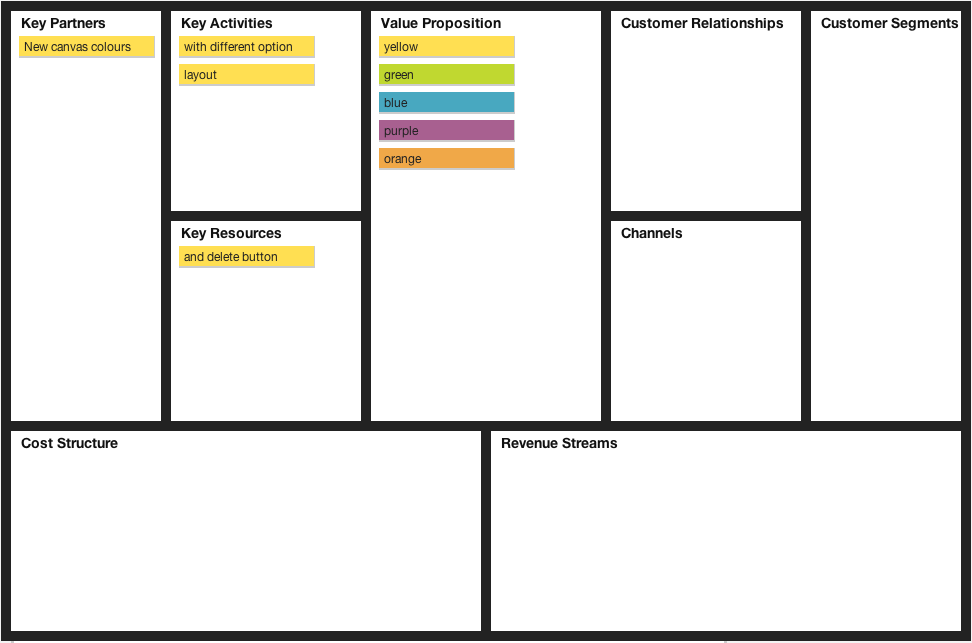 Key Partners
New canvas colours
Key Activities
with different option
layout
Key Resources
and delete button
Value Proposition
yellow
green
blue
purple
orange
Customer Relationships
Channels
Customer Segments
Cost Structure
Revenue Streams